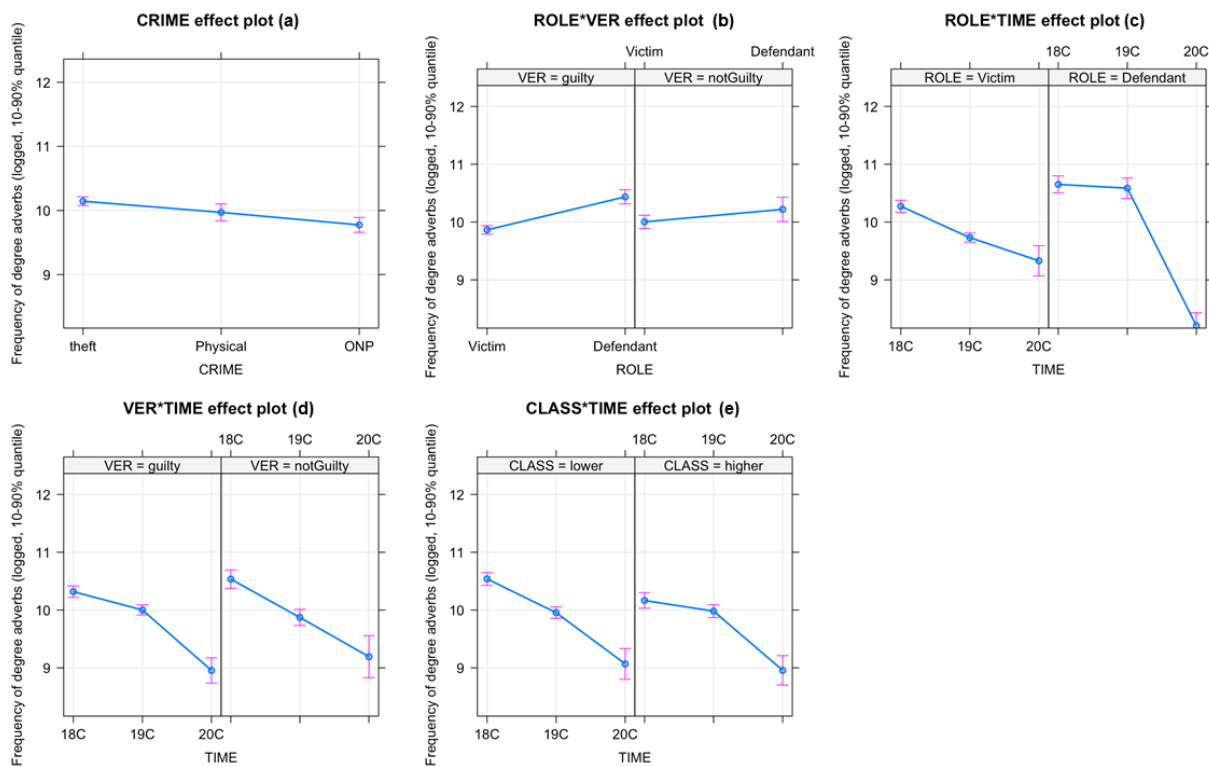 CRIME effect plot (a)
Frequency of degree adverbs (logged, 10-90% quantile)
12
11
10
9
theft Physical ONP
CRIME
ROLE*VER effect plot (b)
Victim Defendant
VER = guilty VER = notGuilty
Frequency of degree adverbs (logged, 10-90% quantile)
12
11
10
9
Victim Defendant
ROLE
ROLE*TIME effect plot (c)
18C 19C 20C
ROLE = Victim ROLE = Defendant
Frequency of degree adverbs (logged, 10-90% quantile)
12
11
10
9
18C 19C 20C
TIME
VER*TIME effect plot (d)
18C 19C 20C
VER = guilty VER = notGuilty
Frequency of degree adverbs (logged, 10-90% quantile)
12
11
10
9
18C 19C 20C
TIME
CLASS*TIME effect plot (e)
18C 19C 20C
CLASS = lower CLASS = higher
Frequency of degree adverbs (logged, 10-90% quantile)
12
11
10
9
18C 19C 20C
TIME